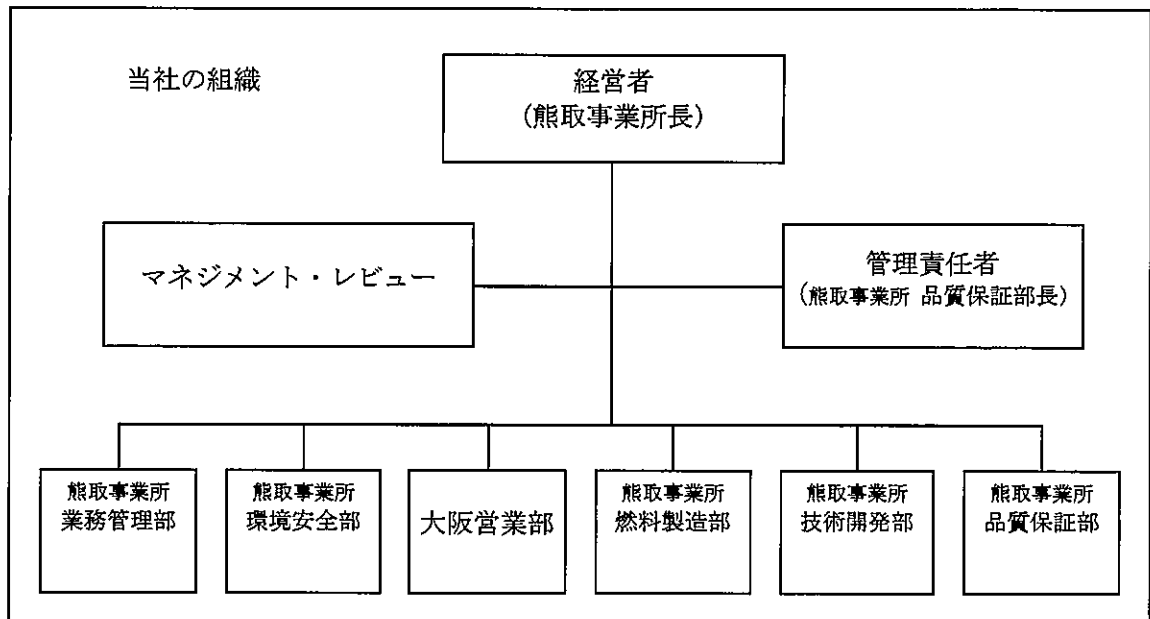 当社の組織
経営者
(熊取事業所長)
マネジメント・レビュー
管理責任者
(熊取事業所 品質保証部長)
熊取事業所
業務管理部
熊取事業所
環境安全部
大阪営業部
熊取事業所
燃料製造部
熊取事業所
技術開発部
熊取事業所
品質保証部